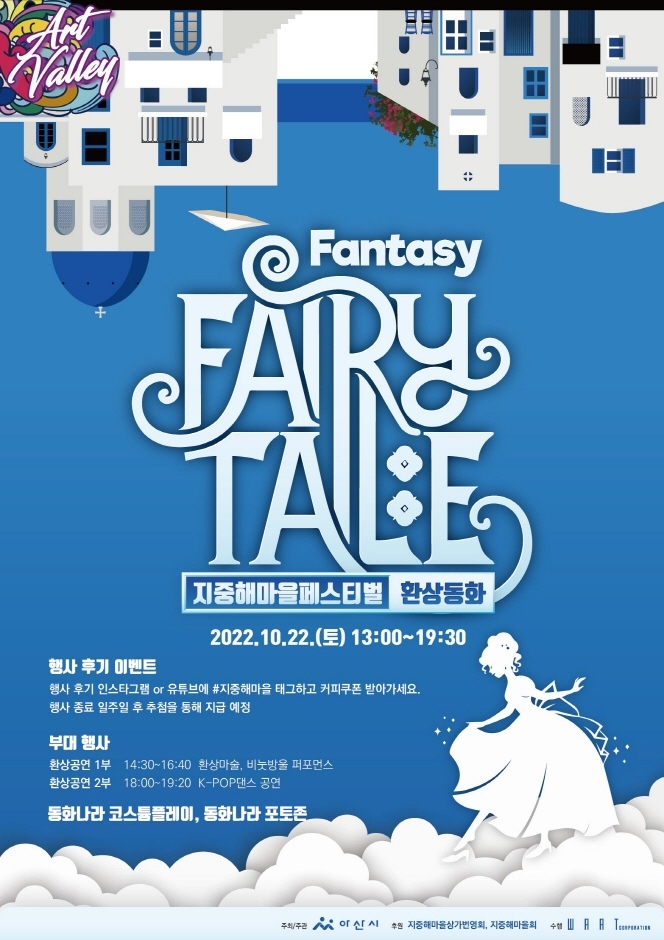 Art
Valley
Fantasy
FAIRY
TALE
지중해마을페스티벌 환상동화
2022.10.22.(토) 13:00~19:30
행사 후기 이벤트
행사 후기 인스타그램 or 유튜브에 #지중해마을 태그하고 커피쿠폰 받아가세요.
행사 종료 일주일 후 추첨을 통해 지급 예정
부대 행사
환상공연 1부 14:30~16:40 환상마술, 비눗방울 퍼포먼스
환상공연 2부 18:00~19:20 K-POP댄스 공연
동화나라 코스튬플레이, 동화나라 포토존
주최/주관 아산시 후원 지중해마을상가번영회, 지중해마을회 수행 WAAT CORPORATION